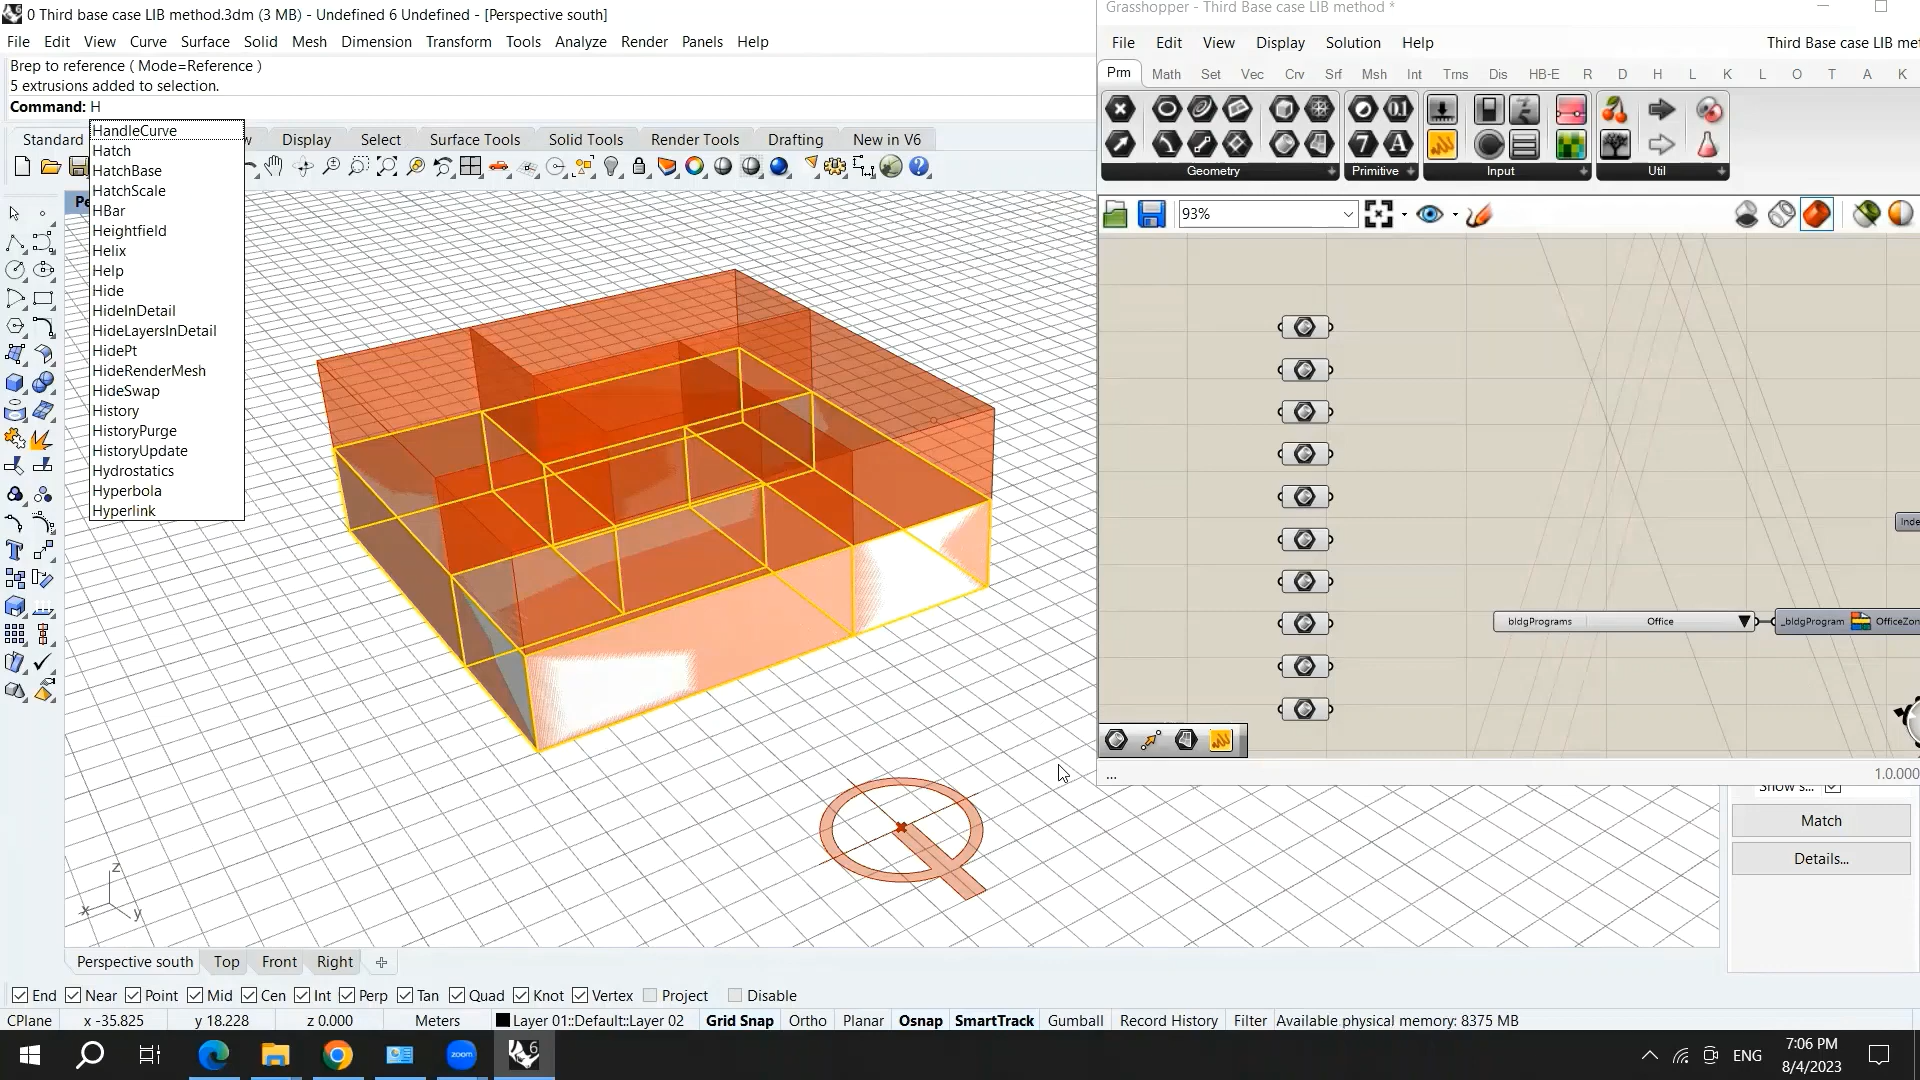 0 Third base case LIB method.3dm (3 MB) - Undefined 6 Undefined - [Perspective south]
File Edit View Curve Surface Solid Mesh Dimension Transform Tools Analyze Render Panels Help
Brep to reference ( Mode=Reference )
5 extrusions added to selection.
Command: H
HandleCurve
Hatch
HatchBase
HatchScale
HBar
Heightfield
Helix
Help
Hide
HideInDetail
HideLayersInDetail
HidePt
HideRenderMesh
HideSwap
History
HistoryPurge
HistoryUpdate
Hydrostatics
Hyperbola
Hyperlink
Standard Display Select Surface Tools Solid Tools Render Tools Drafting New in V6
Pe
z
x
y
Grasshopper - Third Base case LIB method *
File Edit View Display Solution Help Third Base case LIB me
Prm Math Set Vec Crv Srf Msh Int Trns Dis HB-E R D H L K L O T A K
Geometry Primitive Input Util
93%
Inde
bldgPrograms Office _bldgProgram OfficeZon
... 1.0.000
Show s...
Match
Details...
Perspective south Top Front Right
End Near Point Mid Cen Int Perp Tan Quad Knot Vertex Project Disable
CPlane x -35.825 y 18.228 z 0.000 Meters Layer 01::Default::Layer 02 Grid Snap Ortho Planar Osnap SmartTrack Gumball Record History Filter Available physical memory: 8375 MB
zoom
6
ENG
7:06 PM
8/4/2023